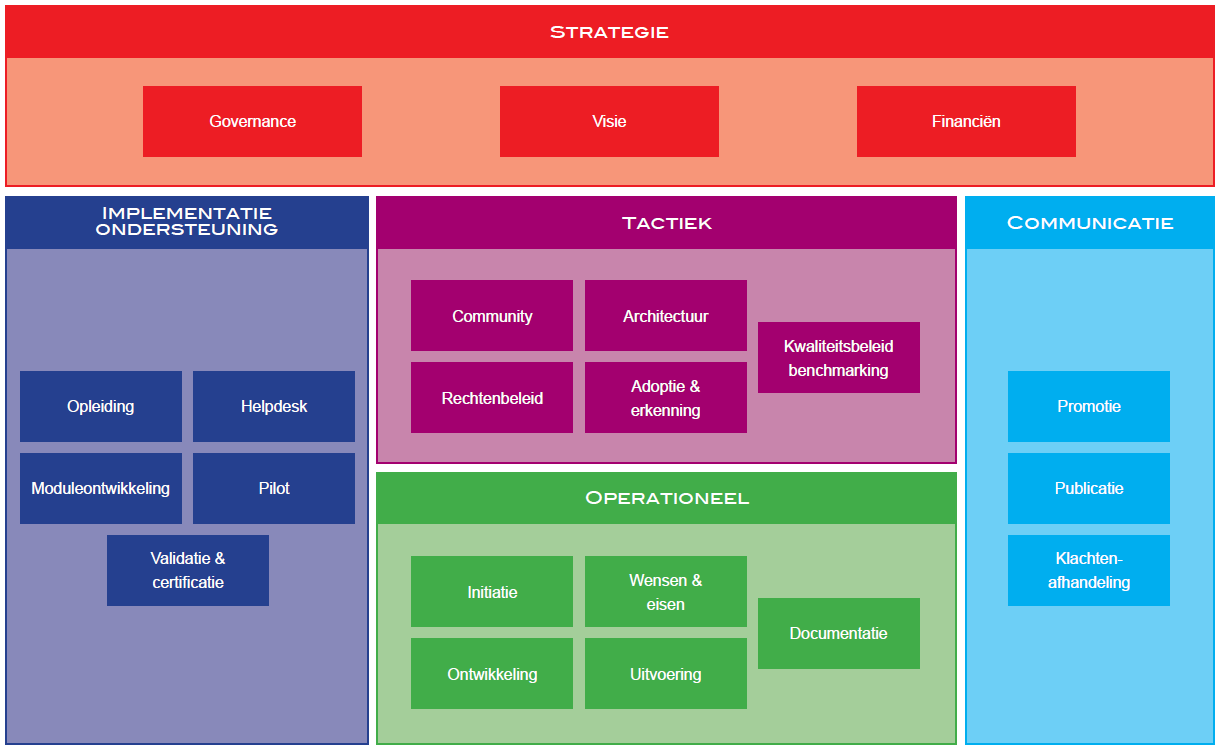 STRATEGIE
Governance
Visie
Financiën
IMPLEMENTATIE
ONDERSTEUNING
Opleiding
Helpdesk
Moduleontwikkeling
Pilot
Validatie &
certificatie
TACTIEK
Community
Architectuur
Kwaliteitsbeleid
benchmarking
Rechtenbeleid
Adoptie &
erkenning
OPERATIONEEL
Initiatie
Wensen &
eisen
Documentatie
Ontwikkeling
Uitvoering
COMMUNICATIE
Promotie
Publicatie
Klachten-
afhandeling